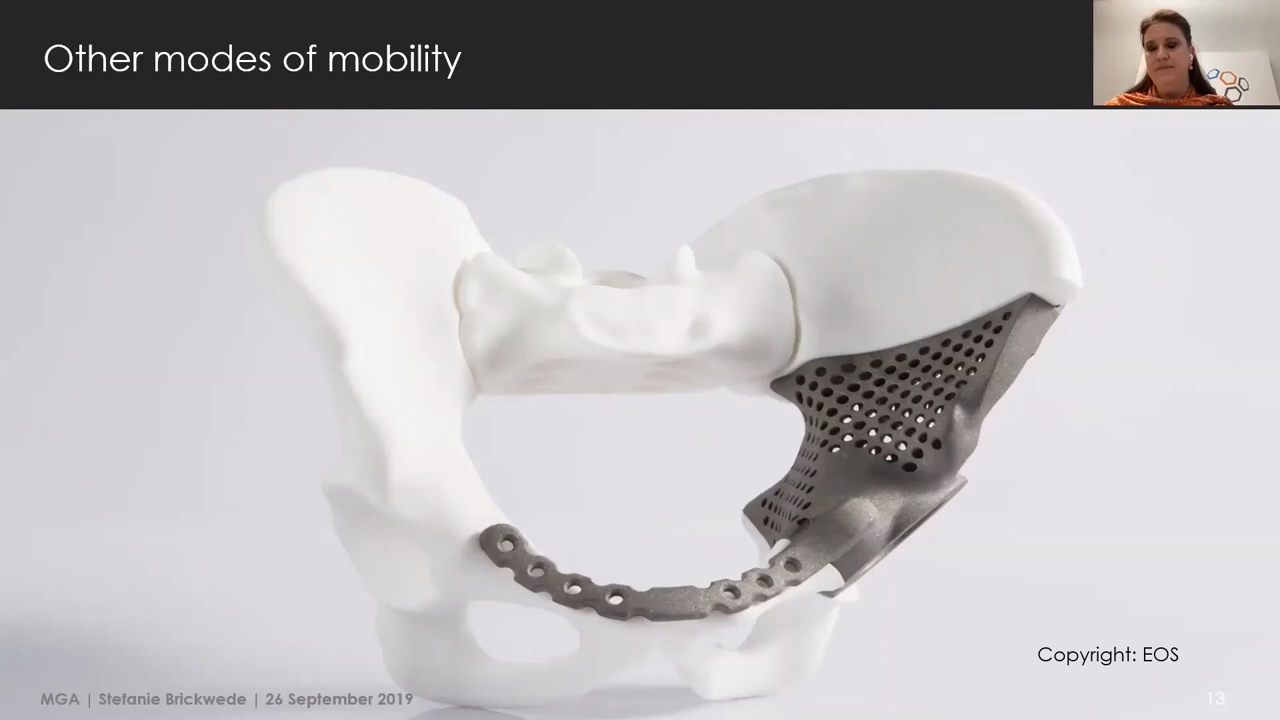 Other modes of mobility
Copyright: EOS
MGA | Stefanie Brickwede | 26 September 2019
13